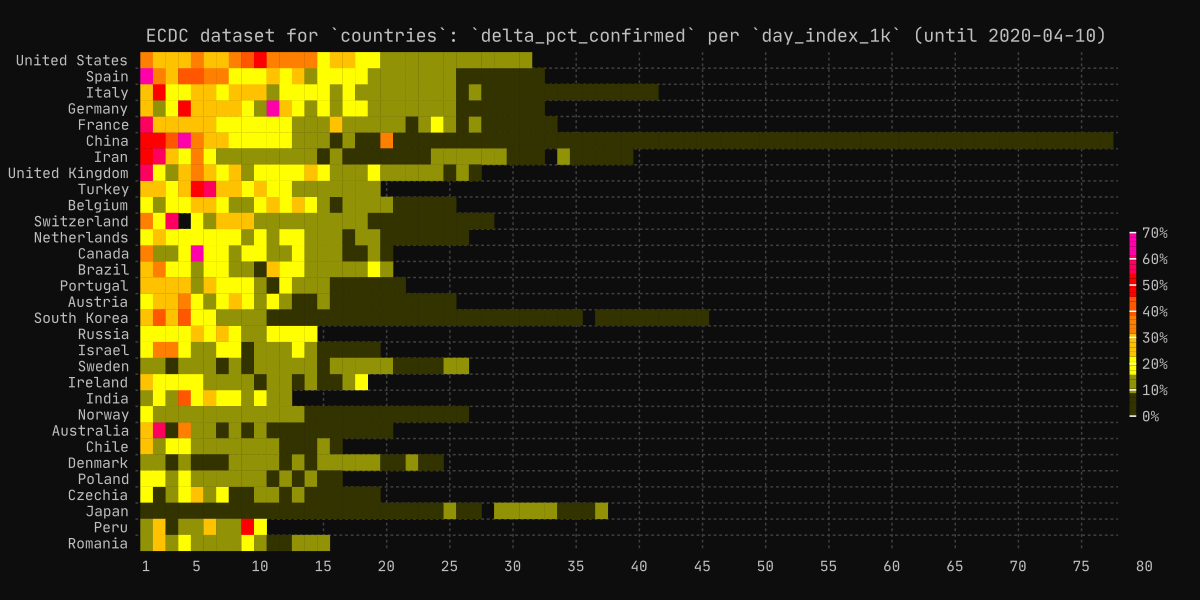 ECDC dataset for `countries`: `delta_pct_confirmed` per `day_index_1k` (until 2020-04-10)
United States
Spain
Italy
Germany
France
China
Iran
United Kingdom
Turkey
Belgium
Switzerland
Netherlands
Canada
Brazil
Portugal
Austria
South Korea
Russia
Israel
Sweden
Ireland
India
Norway
Australia
Chile
Denmark
Poland
Czechia
Japan
Peru
Romania
1 5 10 15 20 25 30 35 40 45 50 55 60 65 70 75 80
70%
60%
50%
40%
30%
20%
10%
0%